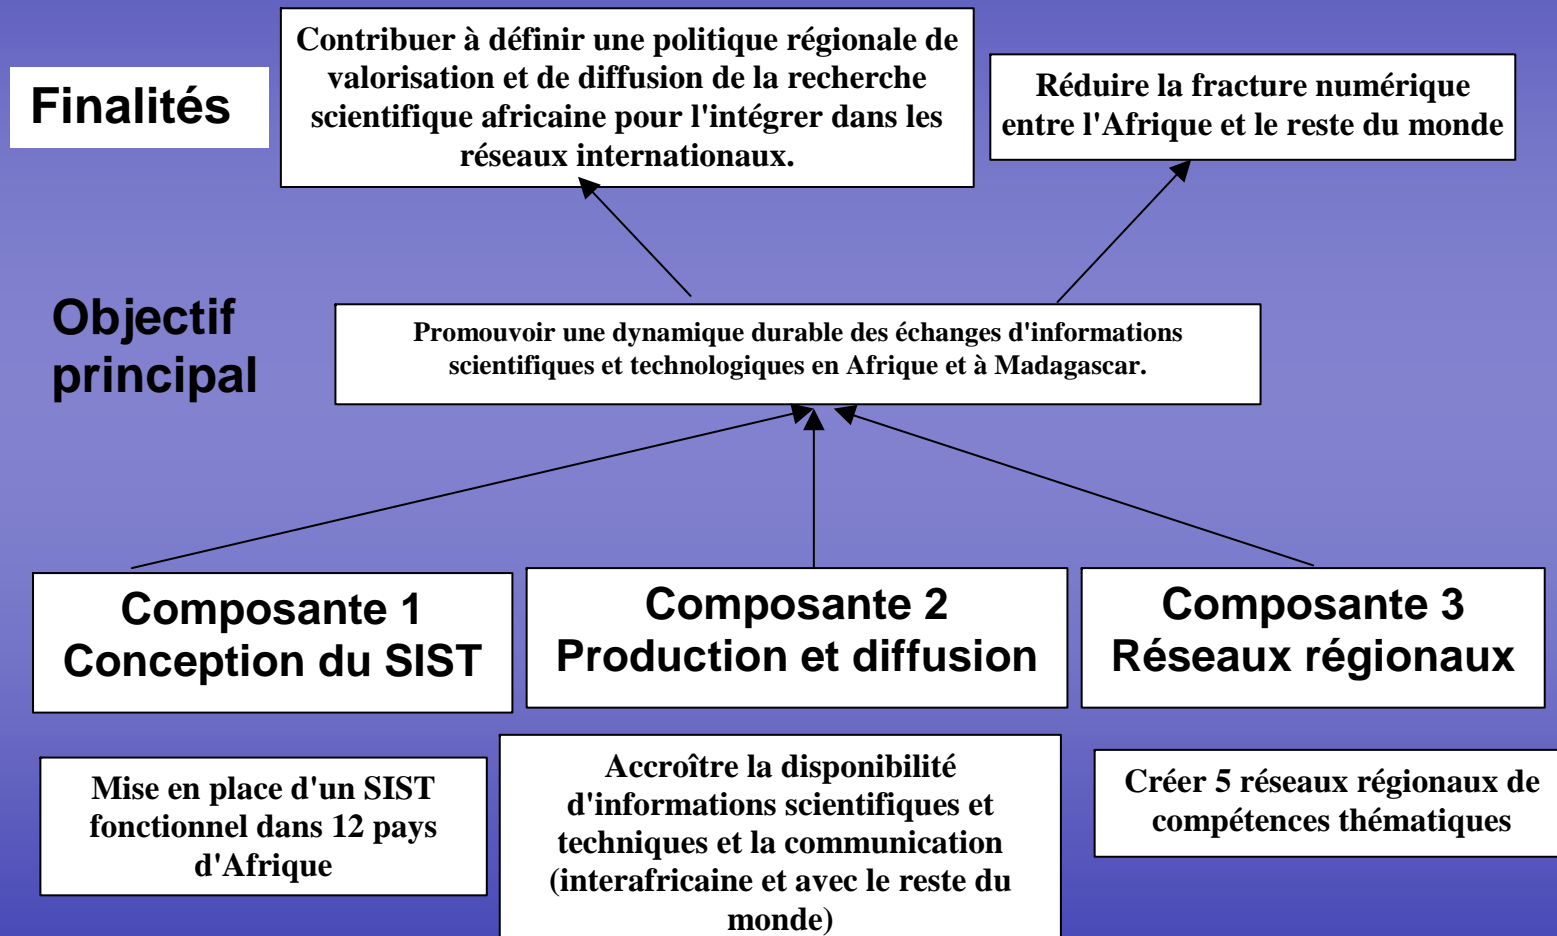 Finalités
Contribuer à définir une politique régionale de
valorisation et de diffusion de la recherche
scientifique africaine pour l'intégrer dans les
réseaux internationaux.
Réduire la fracture numérique
entre l'Afrique et le reste du monde
Objectif
principal
Promouvoir une dynamique durable des échanges d'informations
scientifiques et technologiques en Afrique et à Madagascar.
Composante 1
Conception du SIST
Composante 2
Production et diffusion
Composante 3
Réseaux régionaux
Mise en place d'un SIST
fonctionnel dans 12 pays
d'Afrique
Accroître la disponibilité
d'informations scientifiques et
techniques et la communication
(interafricaine et avec le reste du
monde)
Créer 5 réseaux régionaux de
compétences thématiques